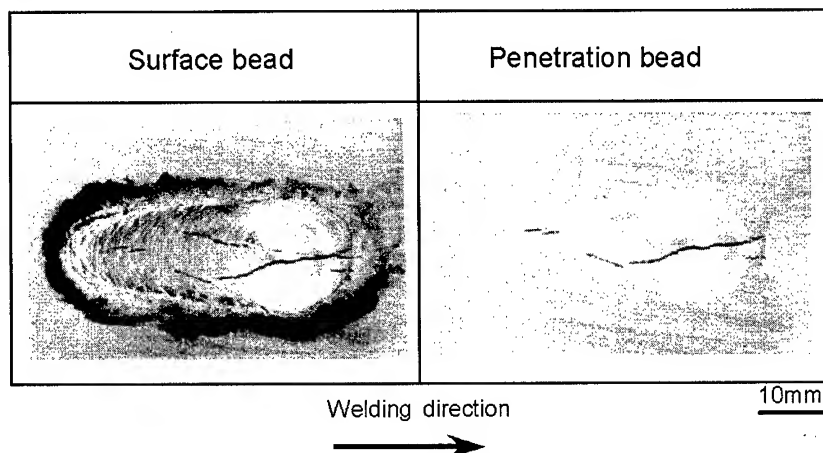 Surface bead
Penetration bead
Welding direction
10mm